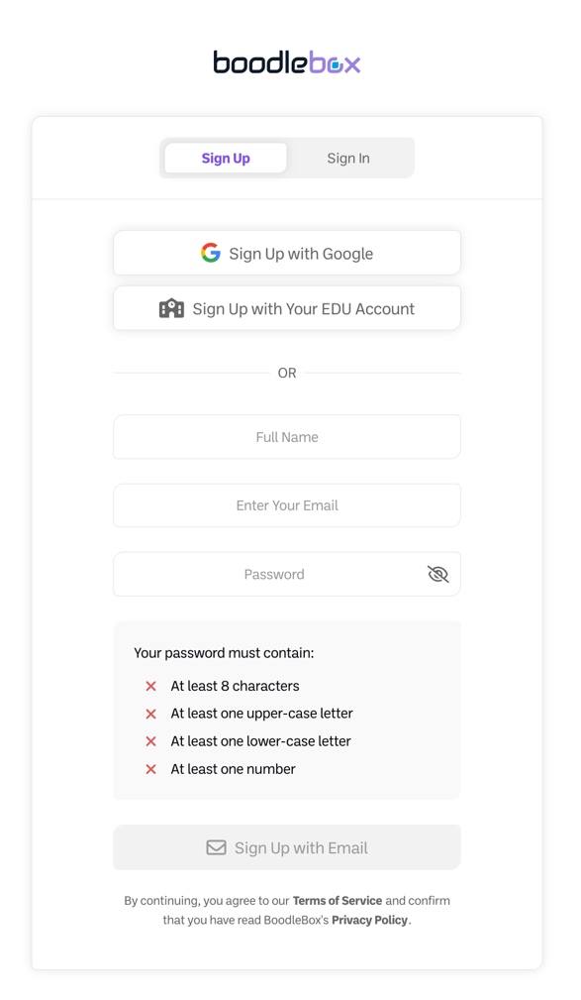 boodlebox
Sign Up
Sign In
Sign Up with Google
Sign Up with Your EDU Account
OR
Full Name
Enter Your Email
Password
Your password must contain:
At least 8 characters
At least one upper-case letter
At least one lower-case letter
At least one number
Sign Up with Email
By continuing, you agree to our Terms of Service and confirm
that you have read BoodleBox's Privacy Policy.